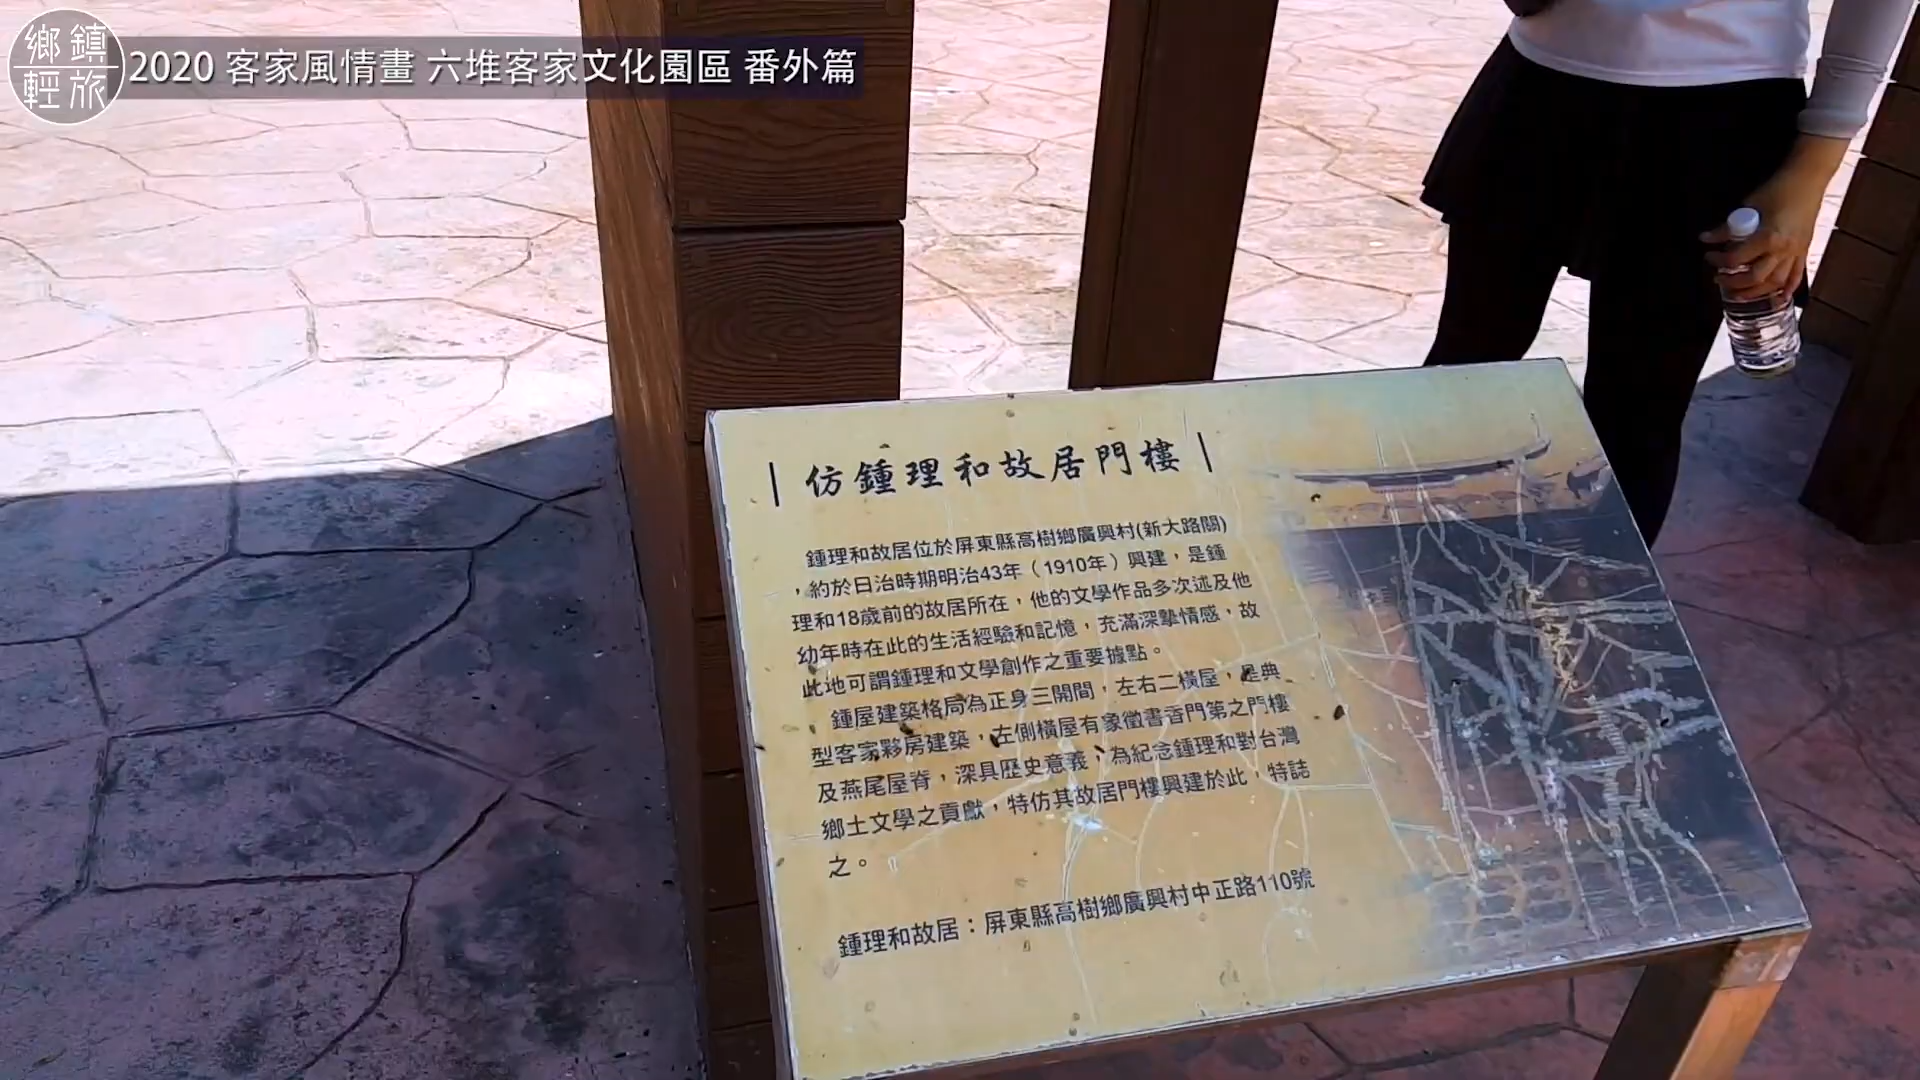 鄉鎮
輕旅
2020 客家風情畫 六堆客家文化園區 番外篇
| 仿鍾理和故居門樓 |
鍾理和故居位於屏東縣高樹鄉廣興村(新大路關)
，約於日治時期明治43年（1910年）興建，是鍾
理和18歲前的故居所在，他的文學作品多次述及他
幼年時在此的生活經驗和記憶，充滿深摯情感，故
此地可謂鍾理和文學創作之重要據點。
鍾屋建築格局為正身三開間，左右二橫屋，是典
型客家夥房建築，左側橫屋有象徵書香門第之門樓
及燕尾屋脊，深具歷史意義，為紀念鍾理和對台灣
鄉土文學之貢獻，特仿其故居門樓興建於此，特誌
之。
鍾理和故居：屏東縣高樹鄉廣興村中正路110號